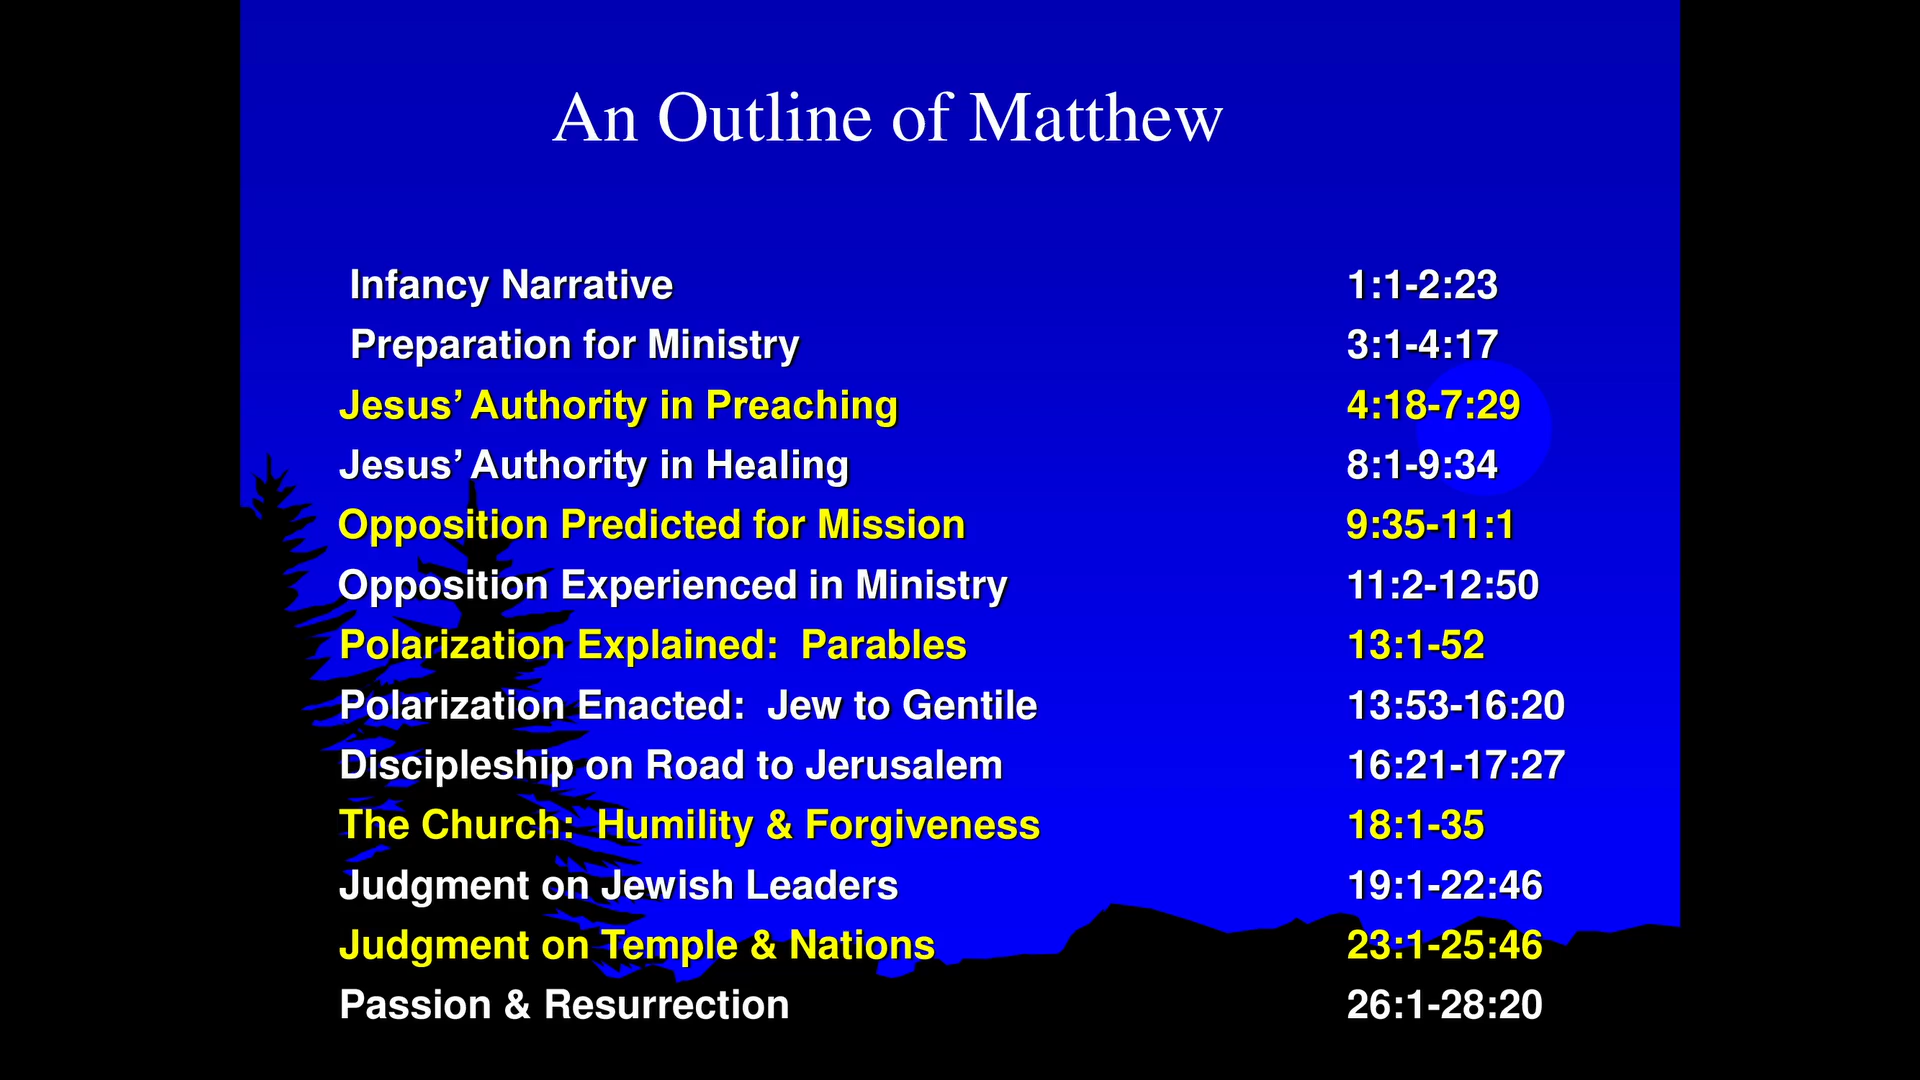 An Outline of Matthew
Infancy Narrative 1:1-2:23
Preparation for Ministry 3:1-4:17
Jesus’ Authority in Preaching 4:18-7:29
Jesus’ Authority in Healing 8:1-9:34
Opposition Predicted for Mission 9:35-11:1
Opposition Experienced in Ministry 11:2-12:50
Polarization Explained:  Parables 13:1-52
Polarization Enacted:  Jew to Gentile 13:53-16:20
Discipleship on Road to Jerusalem 16:21-17:27
The Church:  Humility & Forgiveness 18:1-35
Judgment on Jewish Leaders 19:1-22:46
Judgment on Temple & Nations 23:1-25:46
Passion & Resurrection 26:1-28:20